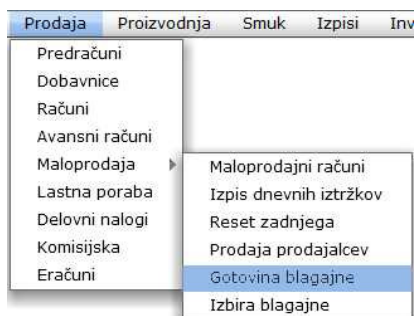 Prodaja Proizvodnja Smuk Izpisi Inv
Predračuni
Dobavnice
Računi
Avansni računi
Maloprodaja
Lastna poraba
Delovni nalogi
Komisijska
Eračuni
Maloprodajni računi
Izpis dnevnih iztržkov
Reset zadnjega
Prodaja prodajalcev
Gotovina blagajne
Izbira blagajne